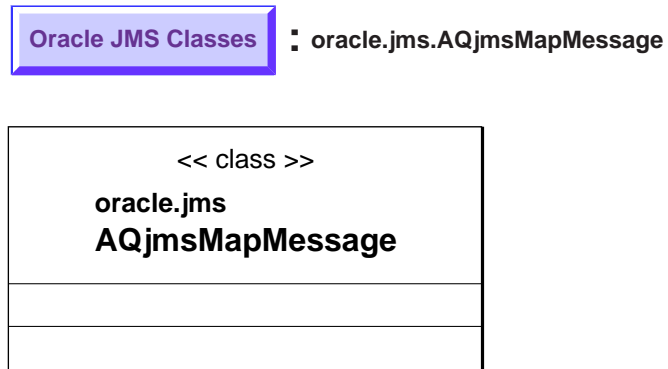 Oracle JMS Classes : oracle.jms.AQjmsMapMessage
<< class >>
oracle.jms
AQjmsMapMessage